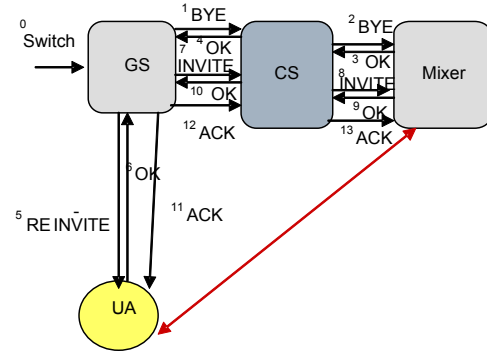 0 Switch
GS
1 BYE
4 OK
7 INVITE
10 OK
12 ACK
CS
2 BYE
3 OK
8 INVITE
9 OK
13 ACK
Mixer
6 OK
5 RE-INVITE
11 ACK
UA